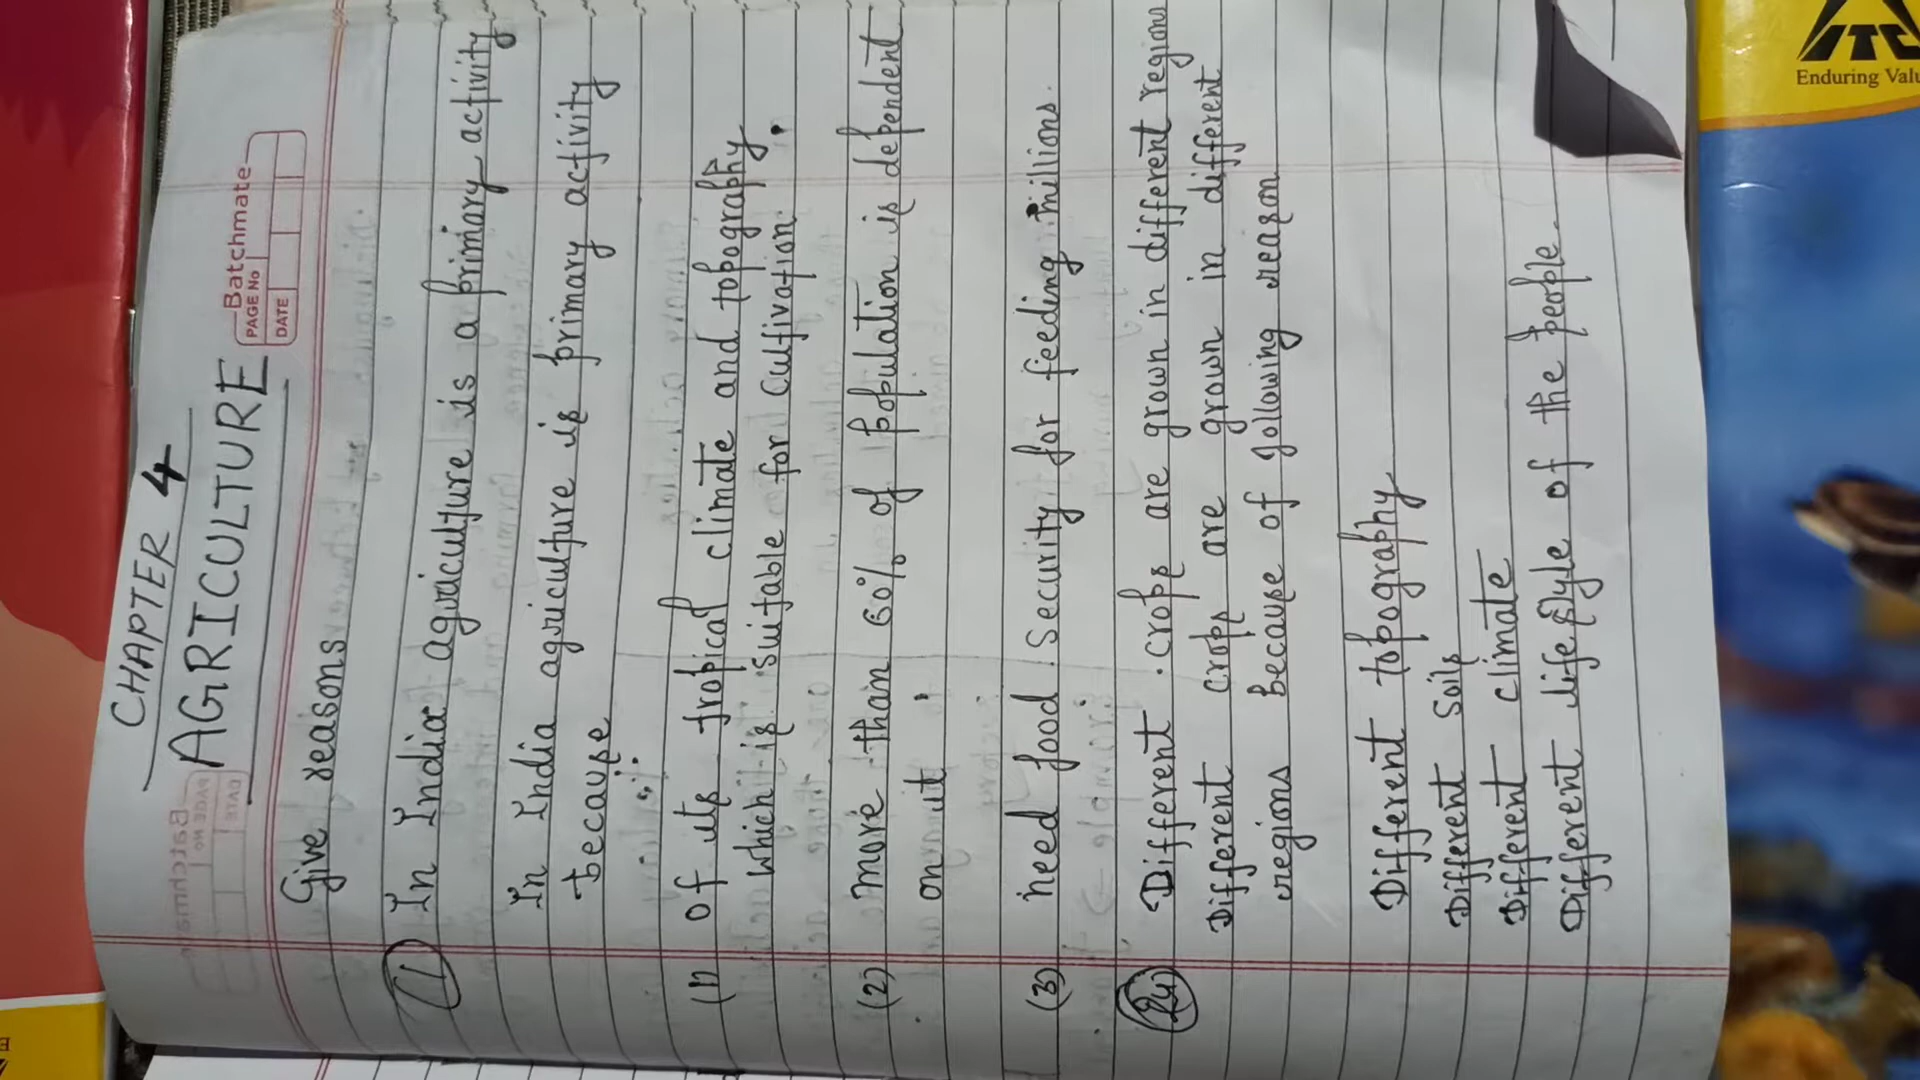 CHAPTER 4
AGRICULTURE
Batchmate
PAGE No
DATE
Give reasons
(1) In India agriculture is a primary activity
In India agriculture is primary activity
because
(1) of its tropical climate and topography
which is suitable for cultivation.
(2) more than 60% of population is dependent
on it.
(3) need food security for feeding millions.
Different crops are grown in different regions
Different crops are grown in different
regions because of following reason
Different topography
Different soils
Different climate
Different life style of the people.
ITC
Enduring Valu